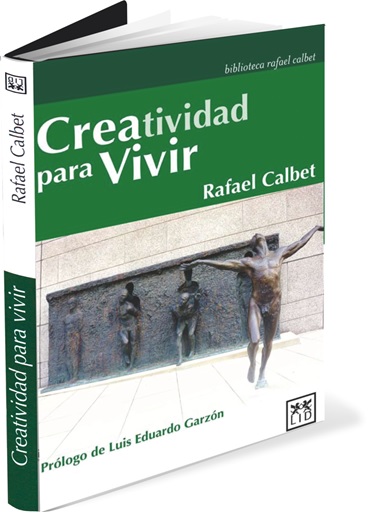 biblioteca rafael calbet
Creatividad
para Vivir
Rafael Calbet
Prólogo de Luis Eduardo Garzón
LID
Rafael Calbet
Creatividad para vivir